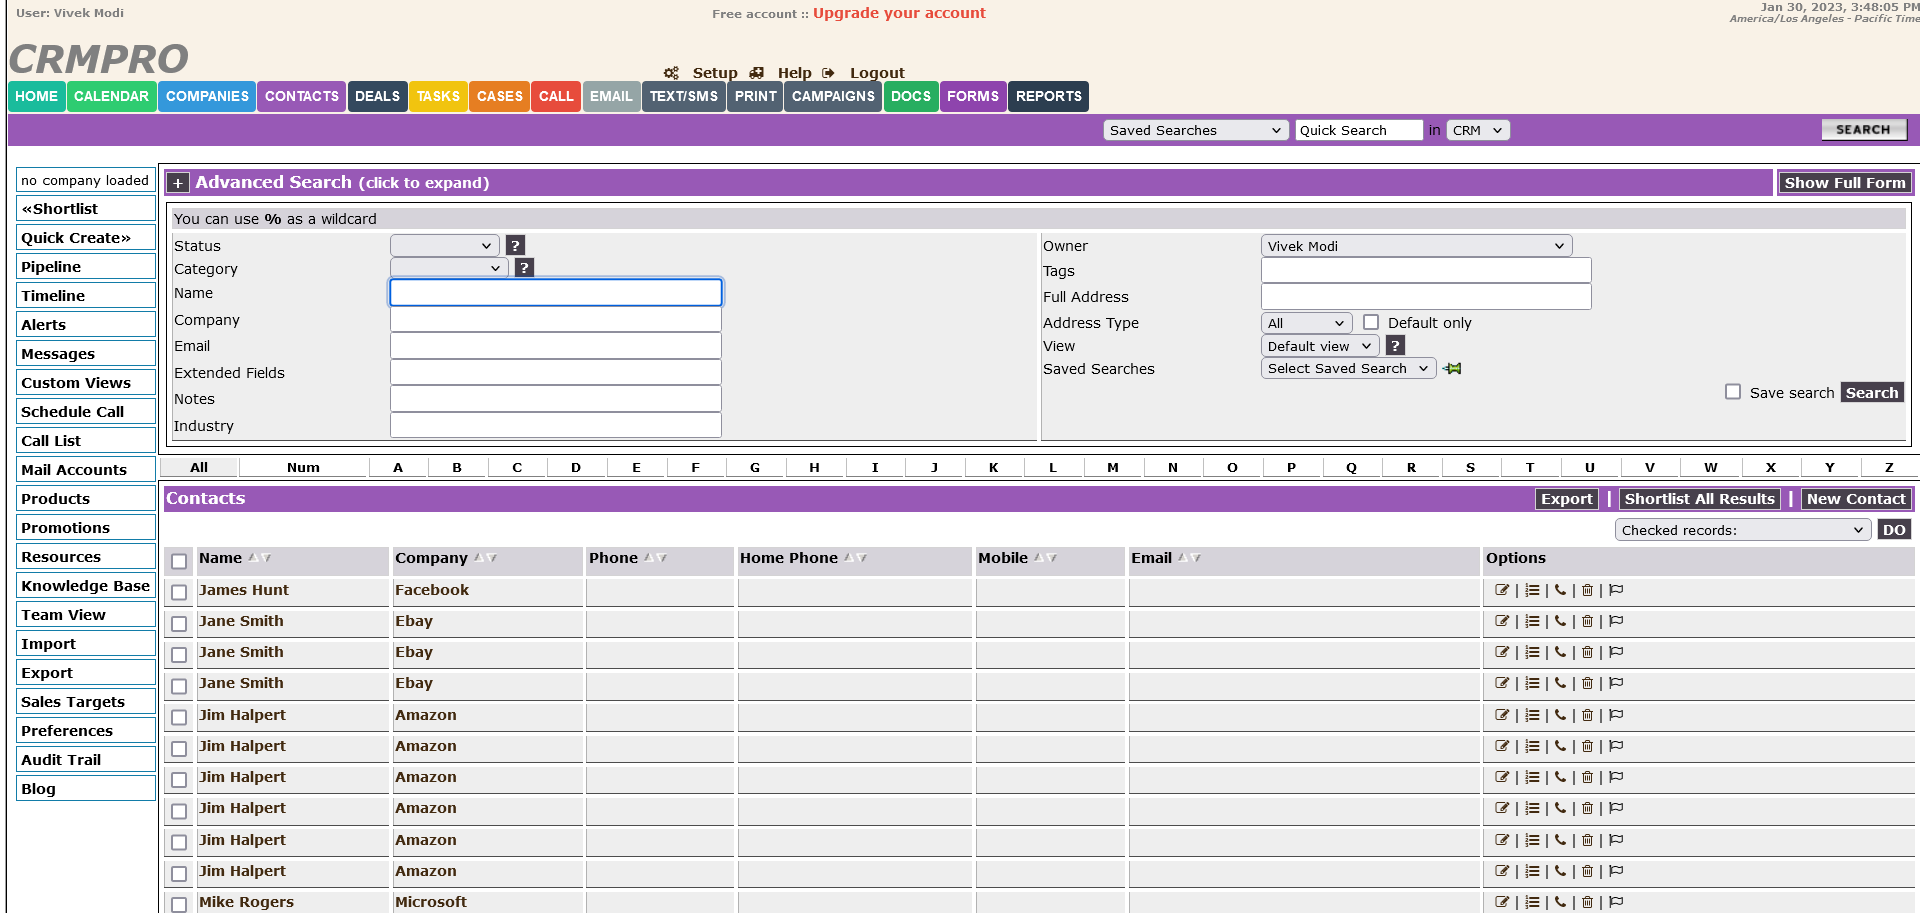 User: Vivek Modi
Free account :: Upgrade your account
Jan 30, 2023, 3:48:05 PM
America/Los Angeles - Pacific Time
CRMPRO
Setup Help Logout
HOME CALENDAR COMPANIES CONTACTS DEALS TASKS CASES CALL EMAIL TEXT/SMS PRINT CAMPAIGNS DOCS FORMS REPORTS
Saved Searches Quick Search in CRM SEARCH
no company loaded
«Shortlist
Quick Create»
Pipeline
Timeline
Alerts
Messages
Custom Views
Schedule Call
Call List
Mail Accounts
Products
Promotions
Resources
Knowledge Base
Team View
Import
Export
Sales Targets
Preferences
Audit Trail
Blog
+ Advanced Search (click to expand) Show Full Form
You can use % as a wildcard
Status ?
Category ?
Name
Company
Email
Extended Fields
Notes
Industry
Owner Vivek Modi
Tags
Full Address
Address Type All Default only
View Default view ?
Saved Searches Select Saved Search
Save search Search
All Num A B C D E F G H I J K L M N O P Q R S T U V W X Y Z
Contacts Export | Shortlist All Results | New Contact
Checked records: DO
Name Company Phone Home Phone Mobile Email Options
James Hunt Facebook | | | |
Jane Smith Ebay | | | |
Jane Smith Ebay | | | |
Jane Smith Ebay | | | |
Jim Halpert Amazon | | | |
Jim Halpert Amazon | | | |
Jim Halpert Amazon | | | |
Jim Halpert Amazon | | | |
Jim Halpert Amazon | | | |
Jim Halpert Amazon | | | |
Mike Rogers Microsoft | | | |